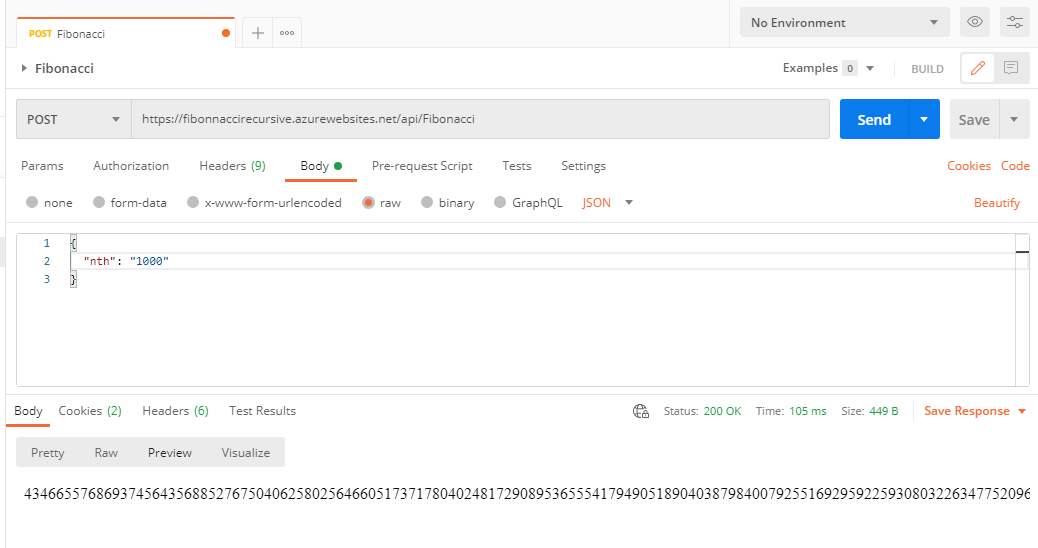 POST Fibonacci
No Environment
Fibonacci
Examples 0
BUILD
POST https://fibonnaccirecursive.azurewebsites.net/api/Fibonacci Send Save
Params Authorization Headers (9) Body Pre-request Script Tests Settings Cookies Code
none form-data x-www-form-urlencoded raw binary GraphQL JSON Beautify
1 {
2 "nth": "1000"
3 }
Body Cookies (2) Headers (6) Test Results Status: 200 OK Time: 105 ms Size: 449 B Save Response
Pretty Raw Preview Visualize
434665576869374564356885276750406258025646605173717804024817290895365554179490518904038798400792551692959225930803226347752096